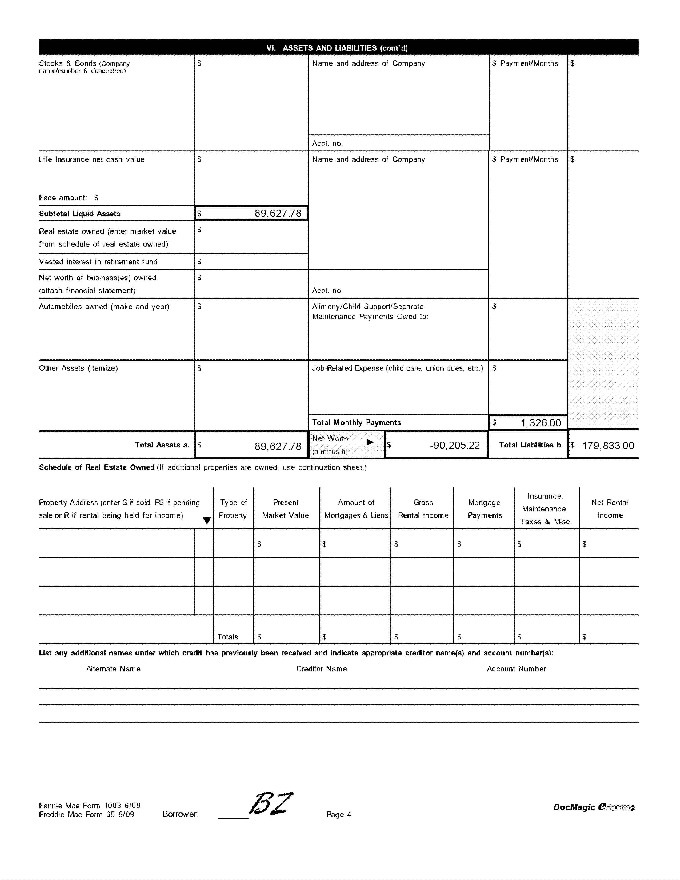 VI. ASSETS AND LIABILITIES (cont'd)
Stocks & Bonds (Company
name/number & description)
$
Name and address of Company
$ Payment/Months
$
Acct. no.
Life insurance net cash value
$
Name and address of Company
$ Payment/Months
$
Face amount: $
Subtotal Liquid Assets
$ 89,627.78
Real estate owned (enter market value
from schedule of real estate owned)
$
Vested interest in retirement fund
$
Net worth of business(es) owned
(attach financial statement)
$
Acct. no.
Automobiles owned (make and year)
$
Alimony/Child Support/Separate
Maintenance Payments Owed to:
$
Other Assets (itemize)
$
Job-Related Expense (child care, union dues, etc.)
$
Total Monthly Payments
$ 1,326.00
Total Assets a.
$ 89,627.78
Net Worth
(a minus b)
$ -90,205.22
Total Liabilities b.
$ 179,833.00
Schedule of Real Estate Owned (If additional properties are owned, use continuation sheet.)
Property Address (enter S if sold, PS if pending
sale or R if rental being held for income)
Type of
Property
Present
Market Value
Amount of
Mortgages & Liens
Gross
Rental Income
Mortgage
Payments
Insurance,
Maintenance,
Taxes & Misc.
Net Rental
Income
$ $ $ $ $ $
Totals $ $ $ $ $ $
List any additional names under which credit has previously been received and indicate appropriate creditor name(s) and account number(s):
Alternate Name Creditor Name Account Number
Fannie Mae Form 1003 6/09
Freddie Mac Form 65 6/09
Borrower
BZ
Page 4
DocMagic eForms